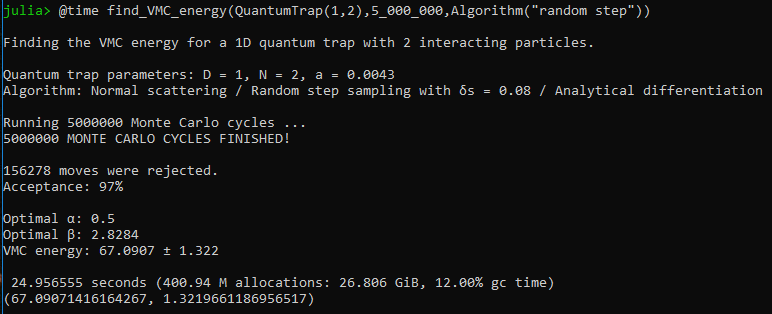 julia> @time find_VMC_energy(QuantumTrap(1,2),5_000_000,Algorithm("random step"))
Finding the VMC energy for a 1D quantum trap with 2 interacting particles.
Quantum trap parameters: D = 1, N = 2, a = 0.0043
Algorithm: Normal scattering / Random step sampling with δs = 0.08 / Analytical differentiation
Running 5000000 Monte Carlo cycles ...
5000000 MONTE CARLO CYCLES FINISHED!
156278 moves were rejected.
Acceptance: 97%
Optimal α: 0.5
Optimal β: 2.8284
VMC energy: 67.0907 ± 1.322
24.956555 seconds (400.94 M allocations: 26.806 GiB, 12.00% gc time)
(67.09071416164267, 1.3219661186956517)